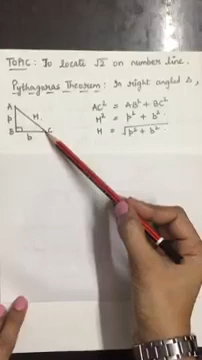 TOPIC: To locate √2 on number line.
Pythagoras Theorem: In right angled Δ,
A
AC² = AB² + BC²
p H
H² = p² + b²
B C
H = √p² + b²
b